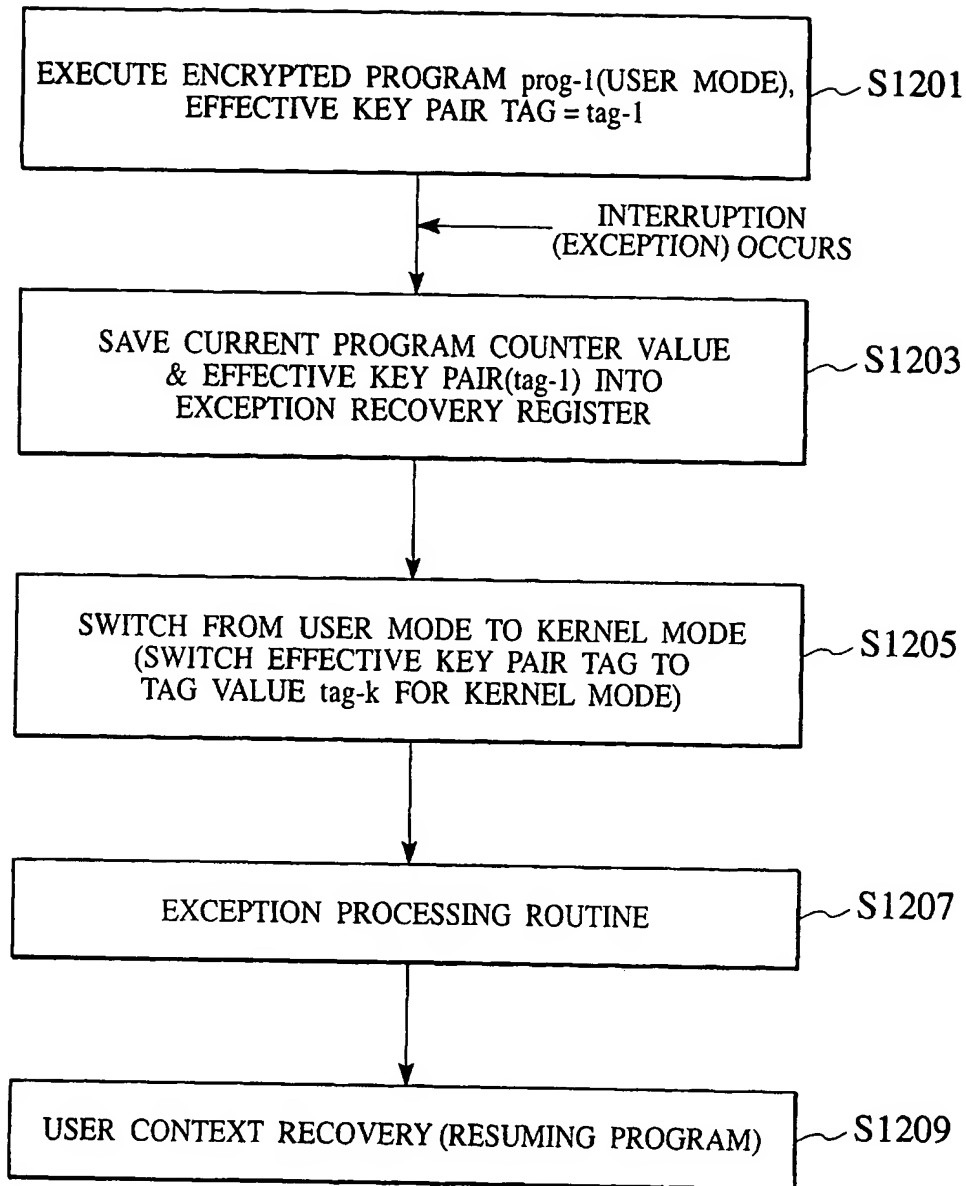 EXECUTE ENCRYPTED PROGRAM prog-1(USER MODE),
EFFECTIVE KEY PAIR TAG = tag-1
S1201
INTERRUPTION
(EXCEPTION) OCCURS
SAVE CURRENT PROGRAM COUNTER VALUE
& EFFECTIVE KEY PAIR(tag-1) INTO
EXCEPTION RECOVERY REGISTER
S1203
SWITCH FROM USER MODE TO KERNEL MODE
(SWITCH EFFECTIVE KEY PAIR TAG TO
TAG VALUE tag-k FOR KERNEL MODE)
S1205
EXCEPTION PROCESSING ROUTINE
S1207
USER CONTEXT RECOVERY (RESUMING PROGRAM)
S1209